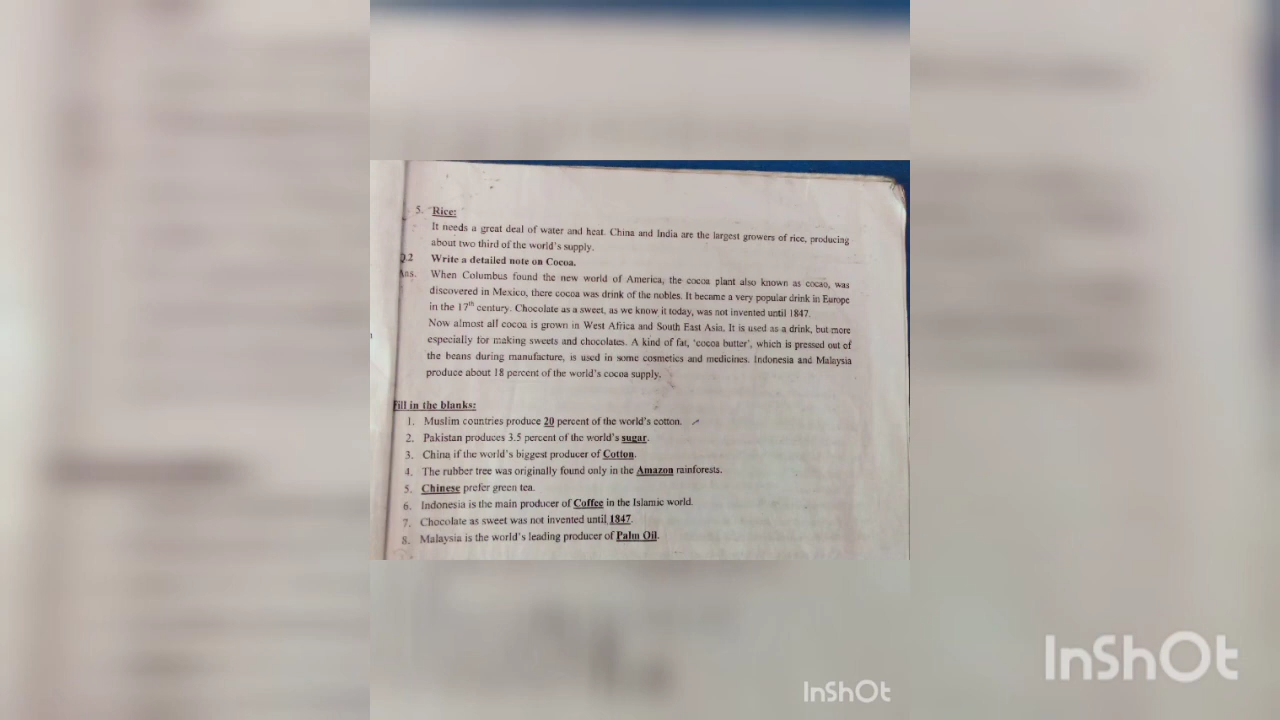 5. Rice:
It needs a great deal of water and heat. China and India are the largest growers of rice, producing
about two third of the world's supply.
Q.2 Write a detailed note on Cocoa.
Ans. When Columbus found the new world of America, the cocoa plant also known as cocao, was
discovered in Mexico, there cocoa was drink of the nobles. It became a very popular drink in Europe
in the 17th century. Chocolate as a sweet, as we know it today, was not invented until 1847.
Now almost all cocoa is grown in West Africa and South East Asia. It is used as a drink, but more
especially for making sweets and chocolates. A kind of fat, 'cocoa butter', which is pressed out of
the beans during manufacture, is used in some cosmetics and medicines. Indonesia and Malaysia
produce about 18 percent of the world's cocoa supply.
Fill in the blanks:
1. Muslim countries produce 20 percent of the world's cotton.
2. Pakistan produces 3.5 percent of the world's sugar.
3. China if the world's biggest producer of Cotton.
4. The rubber tree was originally found only in the Amazon rainforests.
5. Chinese prefer green tea.
6. Indonesia is the main producer of Coffee in the Islamic world.
7. Chocolate as sweet was not invented until 1847.
8. Malaysia is the world's leading producer of Palm Oil.
InShOt
InShOt